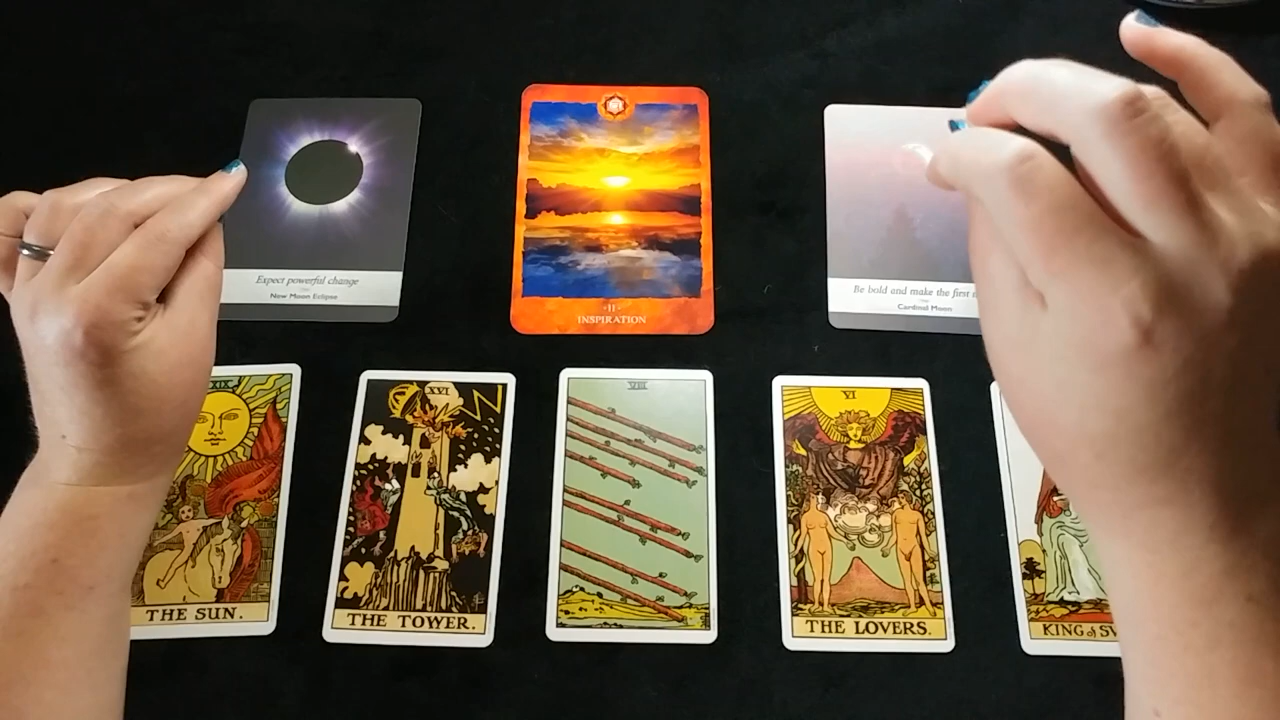 Expect powerful change
New Moon Eclipse
·II·
INSPIRATION
Be bold and make the first
Cardinal Moon
XIX
THE SUN.
XVI
THE TOWER.
VIII
VI
THE LOVERS.
KING of